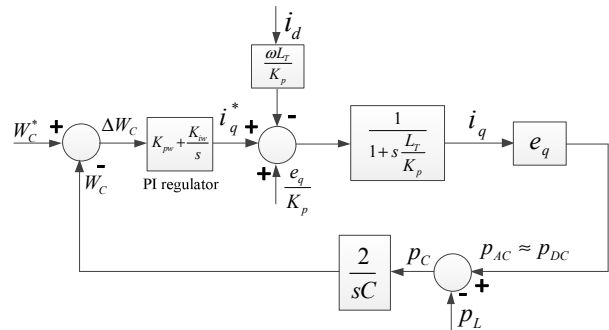 i_d
ωL_T / K_p
W_C^* + ΔW_C K_pw + K_iw / s i_q^* + - 1 / (1 + s L_T / K_p) i_q e_q
- W_C PI regulator + e_q / K_p
2 / sC p_C p_AC ≈ p_DC
- +
p_L